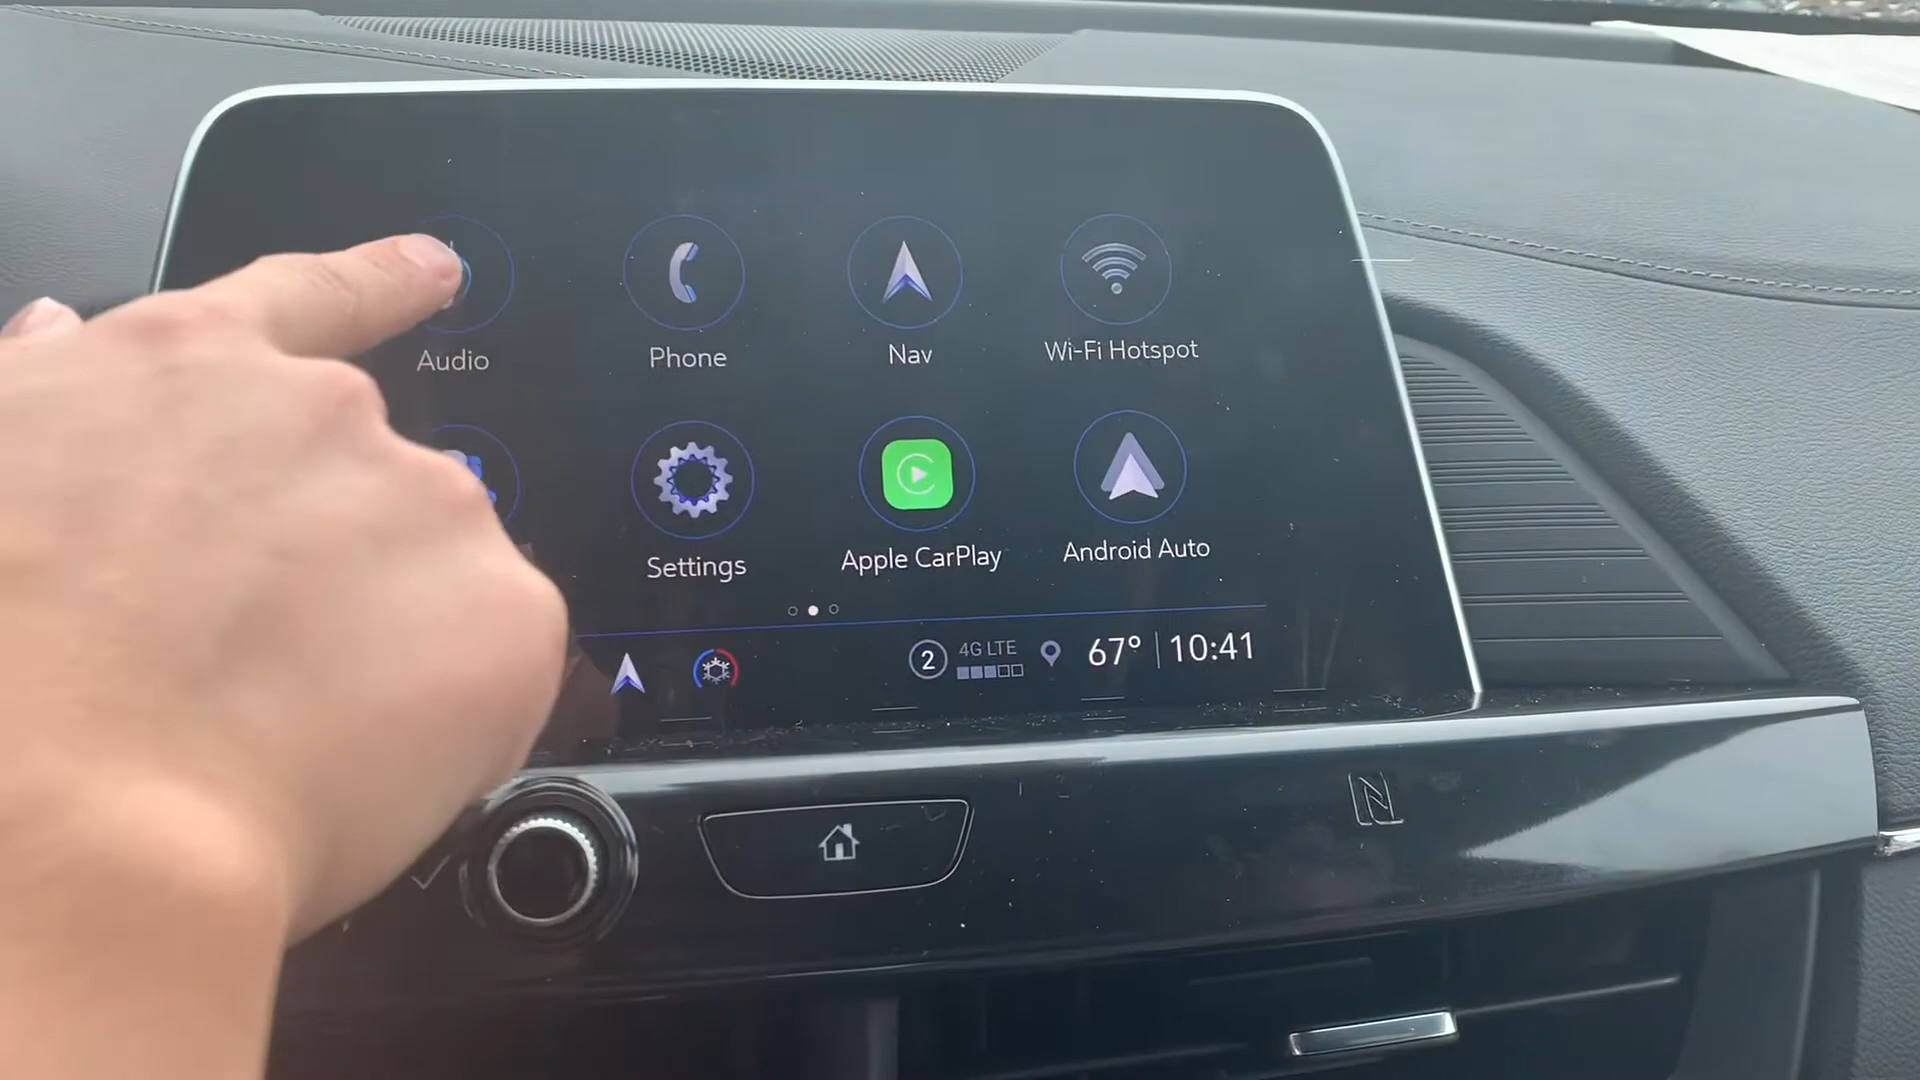 Audio
Phone
Nav
Wi-Fi Hotspot
Settings
Apple CarPlay
Android Auto
2
4G LTE
67°
10:41